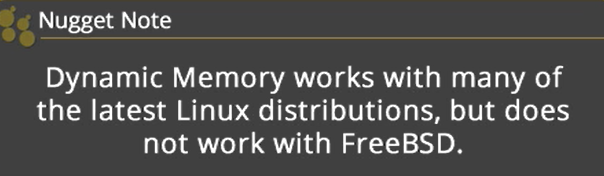 Nugget Note
Dynamic Memory works with many of
the latest Linux distributions, but does
not work with FreeBSD.